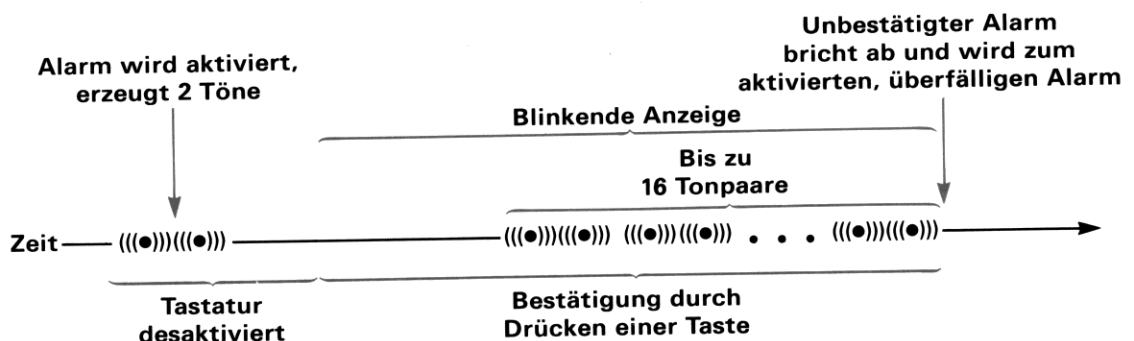 Alarm wird aktiviert,
erzeugt 2 Töne
Unbestätigter Alarm
bricht ab und wird zum
aktivierten, überfälligen Alarm
Blinkende Anzeige
Bis zu
16 Tonpaare
Zeit
Tastatur
desaktiviert
Bestätigung durch
Drücken einer Taste